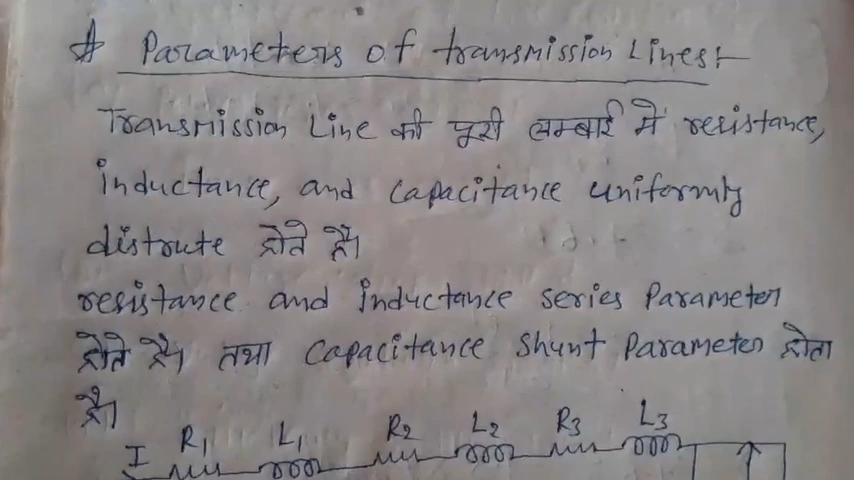 # Parameters of transmission Lines:-
Transmission Line की पूरी लम्बाई में resistance,
inductance, and capacitance uniformly
distrute होते है।
resistance and inductance series Parameter
होते है। तथा Capacitance Shunt Parameter होता
है।
I R1 L1 R2 L2 R3 L3